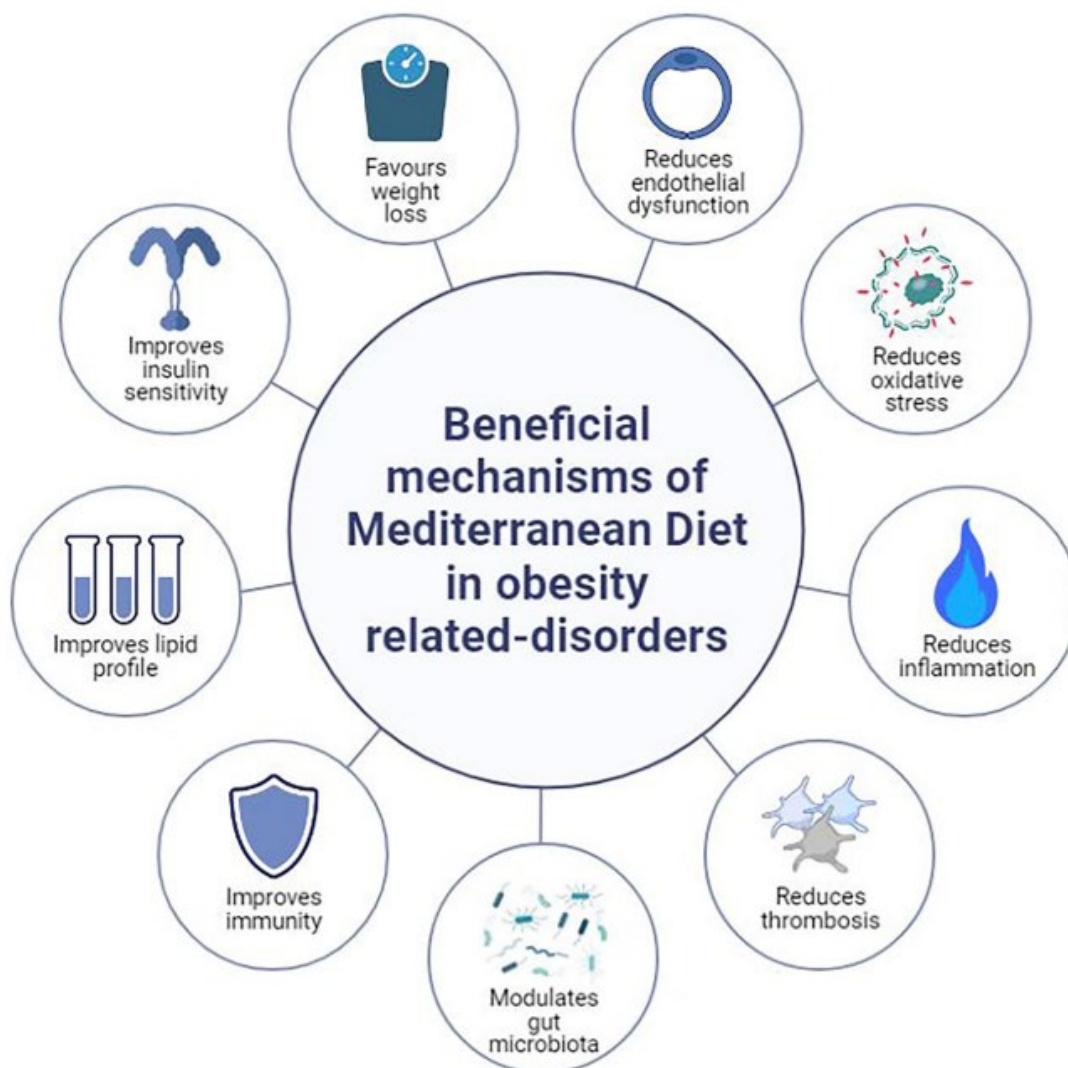 Favours
weight
loss
Reduces
endothelial
dysfunction
Improves
insulin
sensitivity
Reduces
oxidative
stress
Beneficial
mechanisms of
Mediterranean Diet
in obesity
related-disorders
Improves lipid
profile
Reduces
inflammation
Improves
immunity
Reduces
thrombosis
Modulates
gut
microbiota